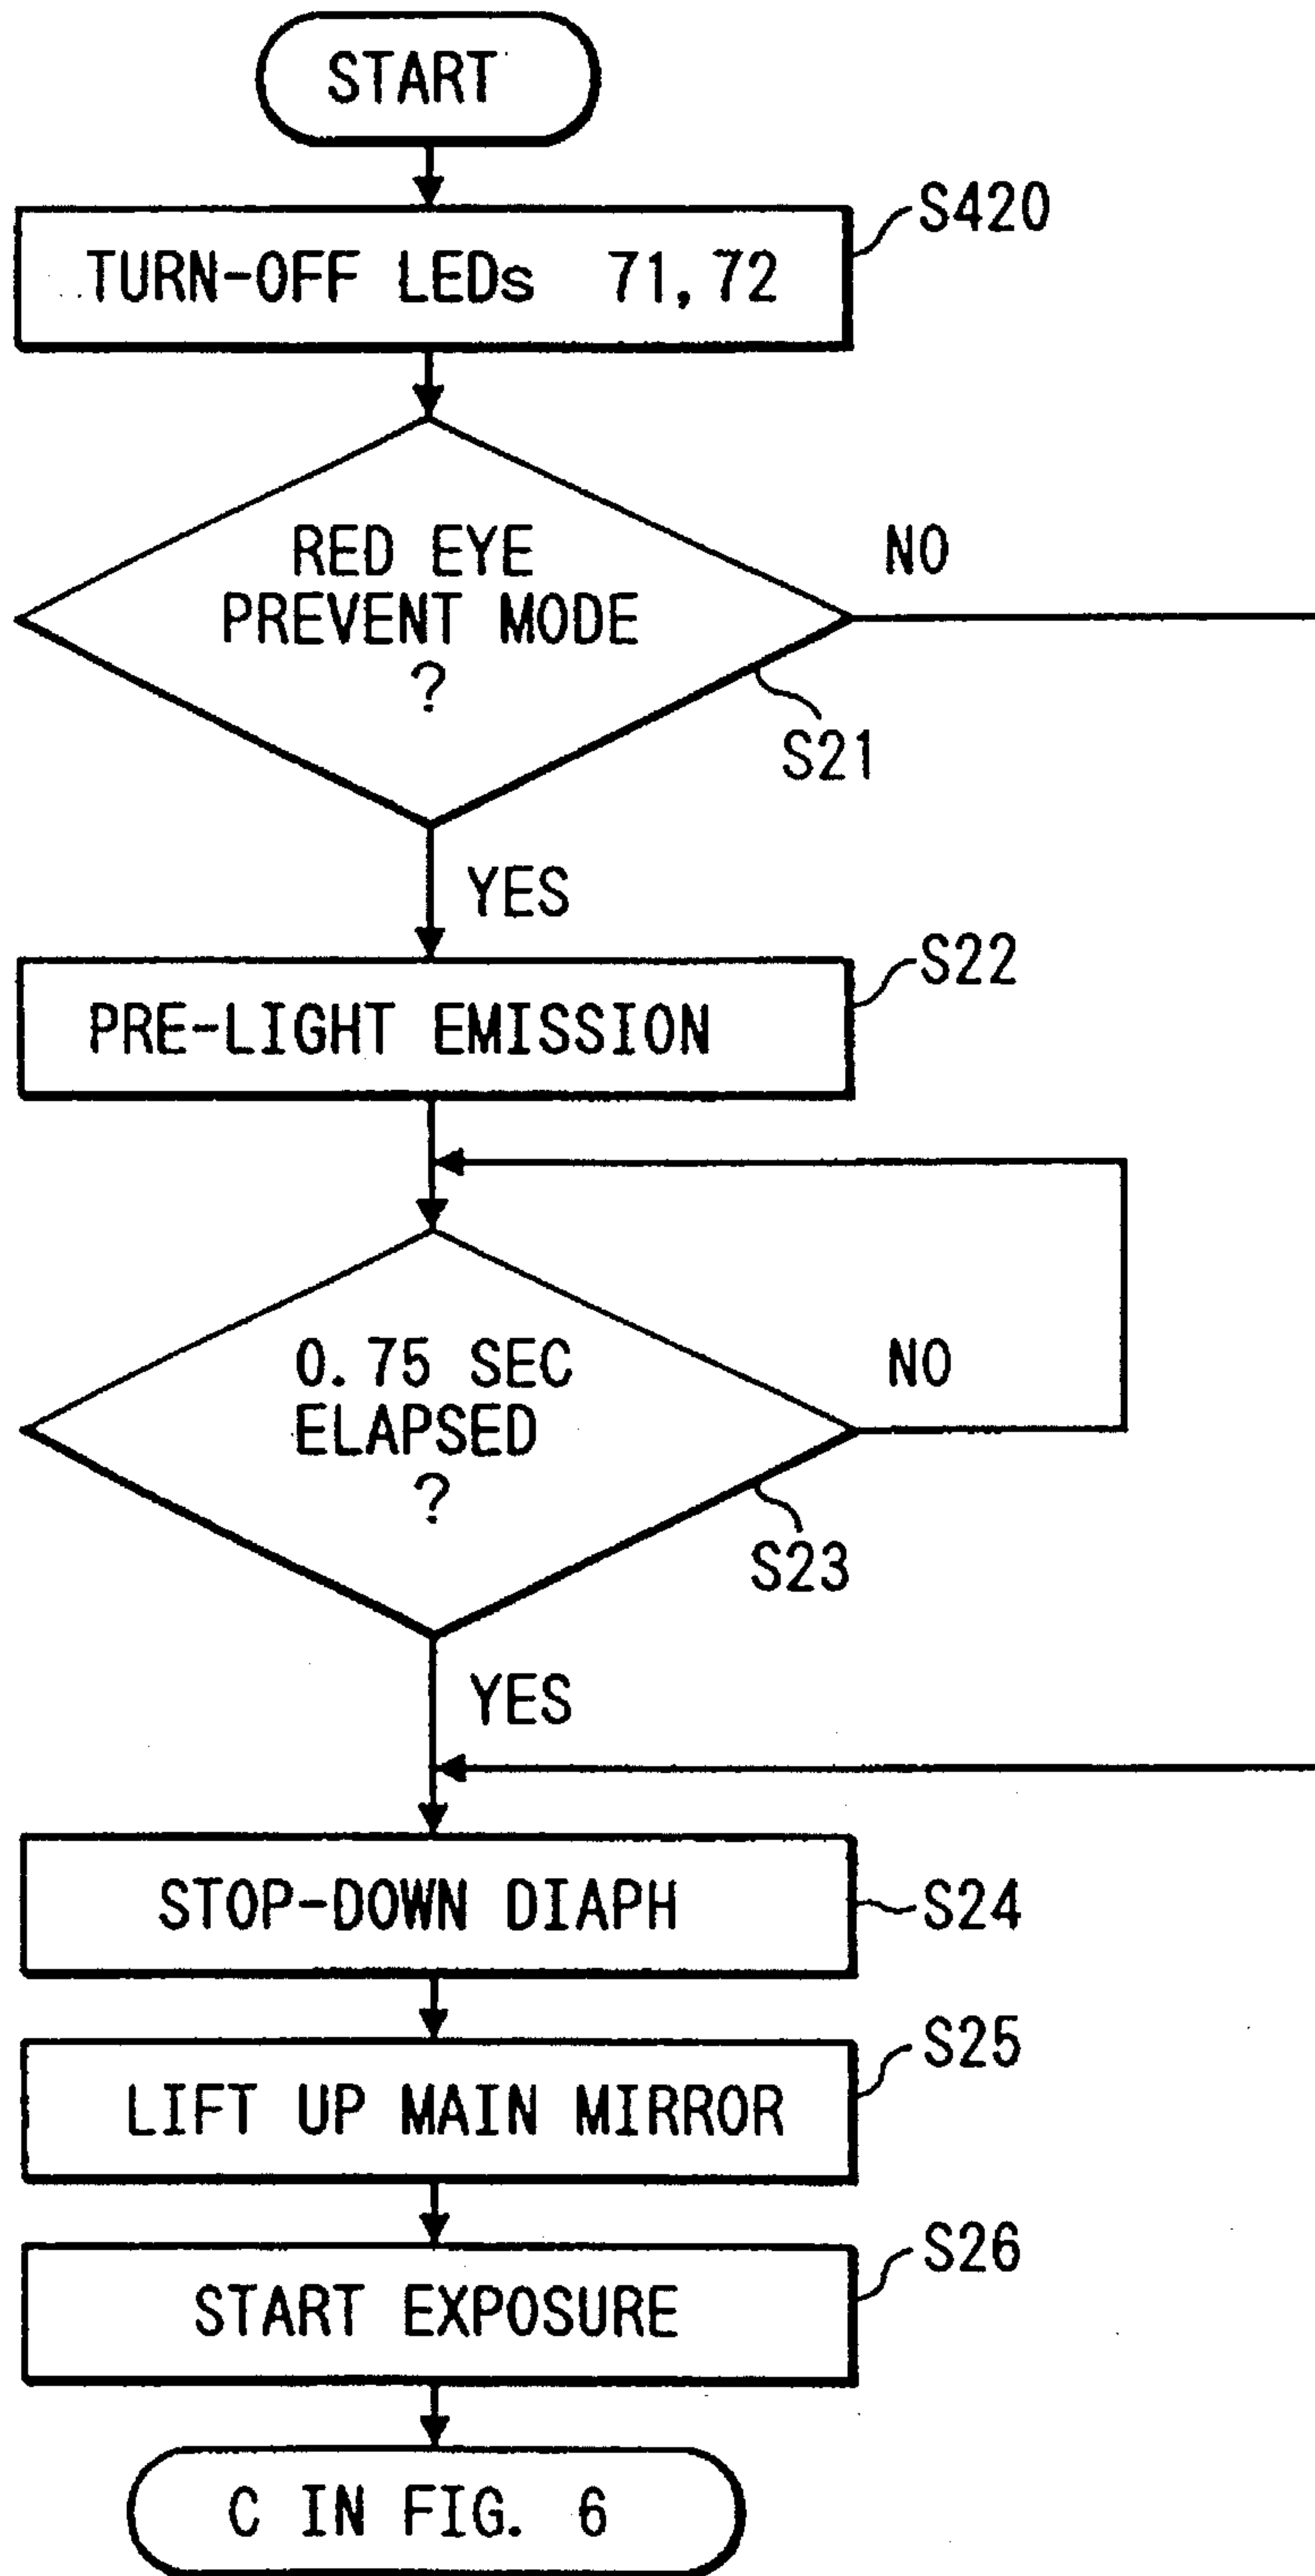 START
TURN-OFF LEDs 71, 72
S420
RED EYE
PREVENT MODE
?
NO
S21
YES
PRE-LIGHT EMISSION
S22
0.75 SEC
ELAPSED
?
NO
S23
YES
STOP-DOWN DIAPH
S24
LIFT UP MAIN MIRROR
S25
START EXPOSURE
S26
C IN FIG. 6